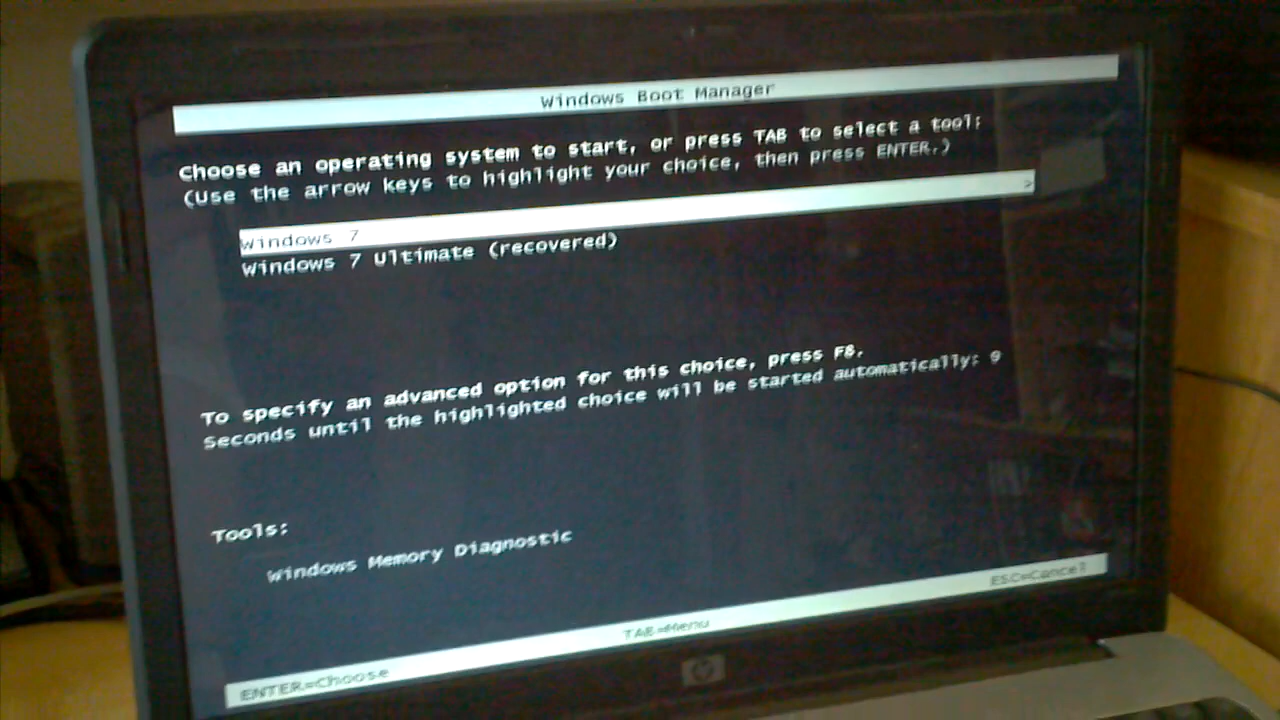 Windows Boot Manager
Choose an operating system to start, or press TAB to select a tool:
(Use the arrow keys to highlight your choice, then press ENTER.)
Windows 7 >
Windows 7 Ultimate (recovered)
To specify an advanced option for this choice, press F8.
Seconds until the highlighted choice will be started automatically: 9
Tools:
Windows Memory Diagnostic
ENTER=Choose TAB=Menu ESC=Cancel
hp